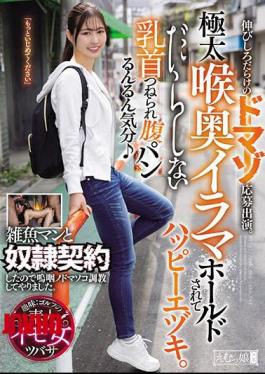 伸びしろだらけの
ドマゾ
応募出演。
極太喉奥イラマホールドされて
だらしない
ハッピーエヅキ。
乳首つねられ腹パン
るんるん気分♪
「もっといじめてください」
雑魚マンと
奴隷契約
したので嗚咽ノドマンコ調教
してやりました。
ツバサ